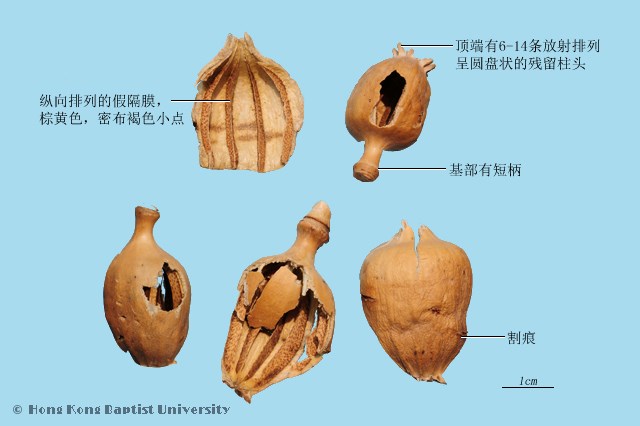 顶端有6-14条放射排列
呈圆盘状的残留柱头
纵向排列的假隔膜，
棕黄色，密布褐色小点
基部有短柄
割痕
1cm
© Hong Kong Baptist University